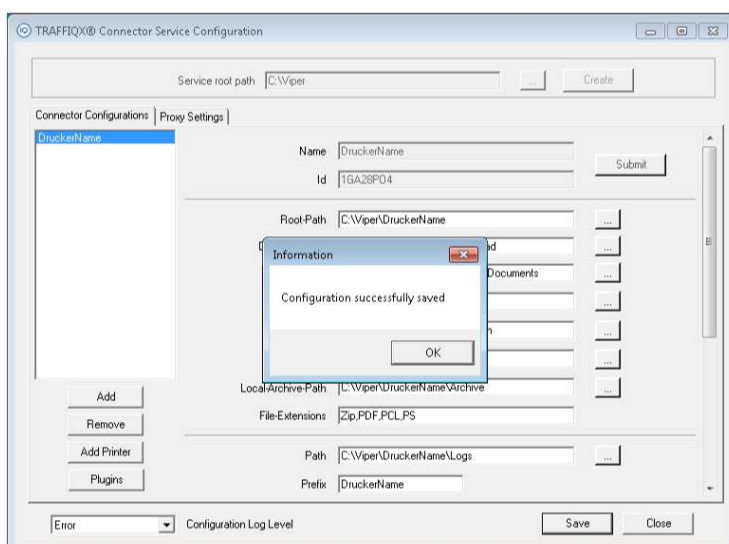 TRAFFIQX® Connector Service Configuration
Service root path C:\Viper ... Create
Connector Configurations Proxy Settings
DruckerName
Name DruckerName
Submit
Id 1GA28PO4
Root-Path C:\Viper\DruckerName ...
...
Information
Documents ...
Configuration successfully saved
...
...
OK
...
Local-Archive-Path C:\Viper\DruckerName\Archive ...
Add
File-Extensions Zip,PDF,PCL,PS
Remove
Add Printer
Path C:\Viper\DruckerName\Logs ...
Plugins
Prefix DruckerName
Error Configuration Log Level Save Close